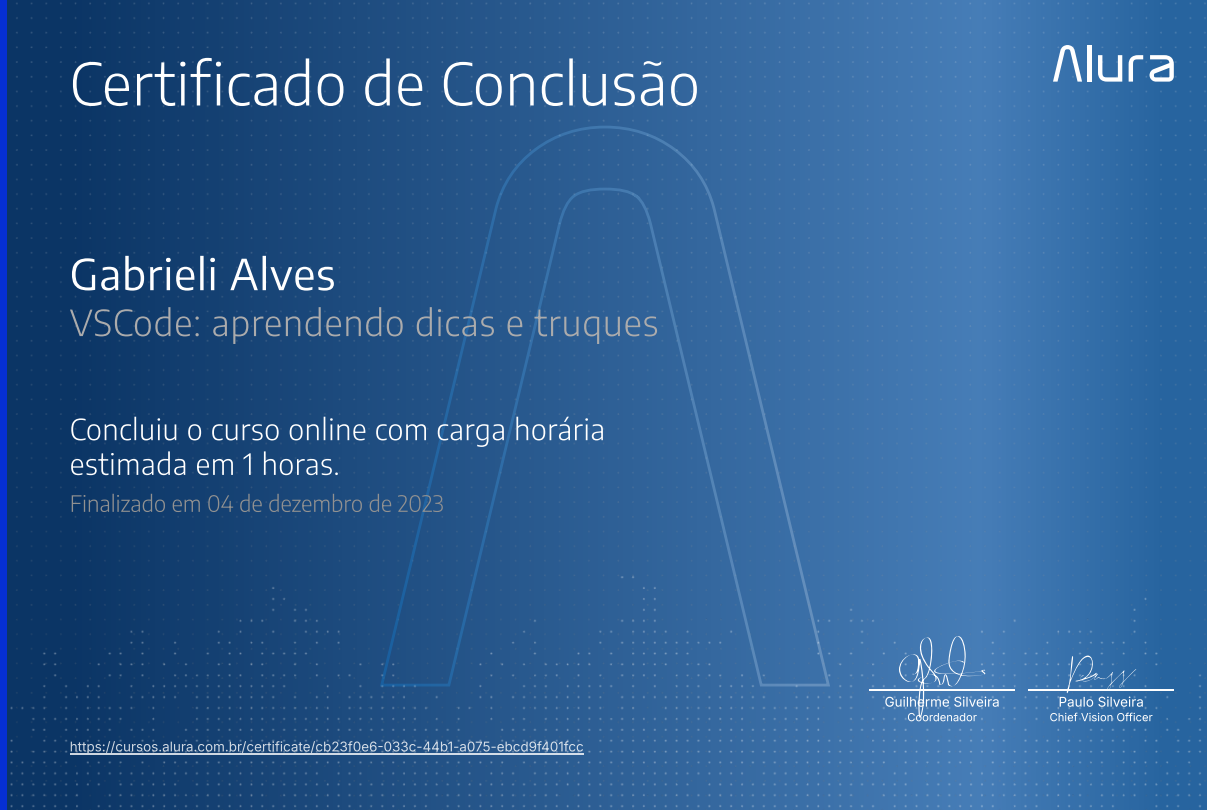 Certificado de Conclusão
Alura
Gabrieli Alves
VSCode: aprendendo dicas e truques
Concluiu o curso online com carga horária
estimada em 1 horas.
Finalizado em 04 de dezembro de 2023
Guilherme Silveira
Coordenador
Paulo Silveira
Chief Vision Officer
https://cursos.alura.com.br/certificate/cb23f0e6-033c-44b1-a075-ebcd9f401fcc